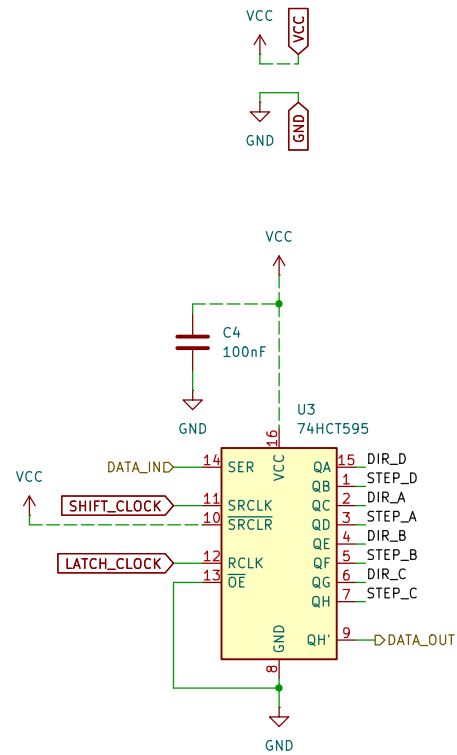 VCC
VCC
GND
GND
VCC
C4
100nF
GND
U3
74HCT595
16
VCC
DATA_IN
14
SER
QA
15
DIR_D
QB
1
STEP_D
VCC
SHIFT_CLOCK
11
SRCLK
QC
2
DIR_A
10
SRCLR
QD
3
STEP_A
QE
4
DIR_B
LATCH_CLOCK
12
RCLK
QF
5
STEP_B
13
OE
QG
6
DIR_C
QH
7
STEP_C
GND
8
QH'
9
DATA_OUT
GND